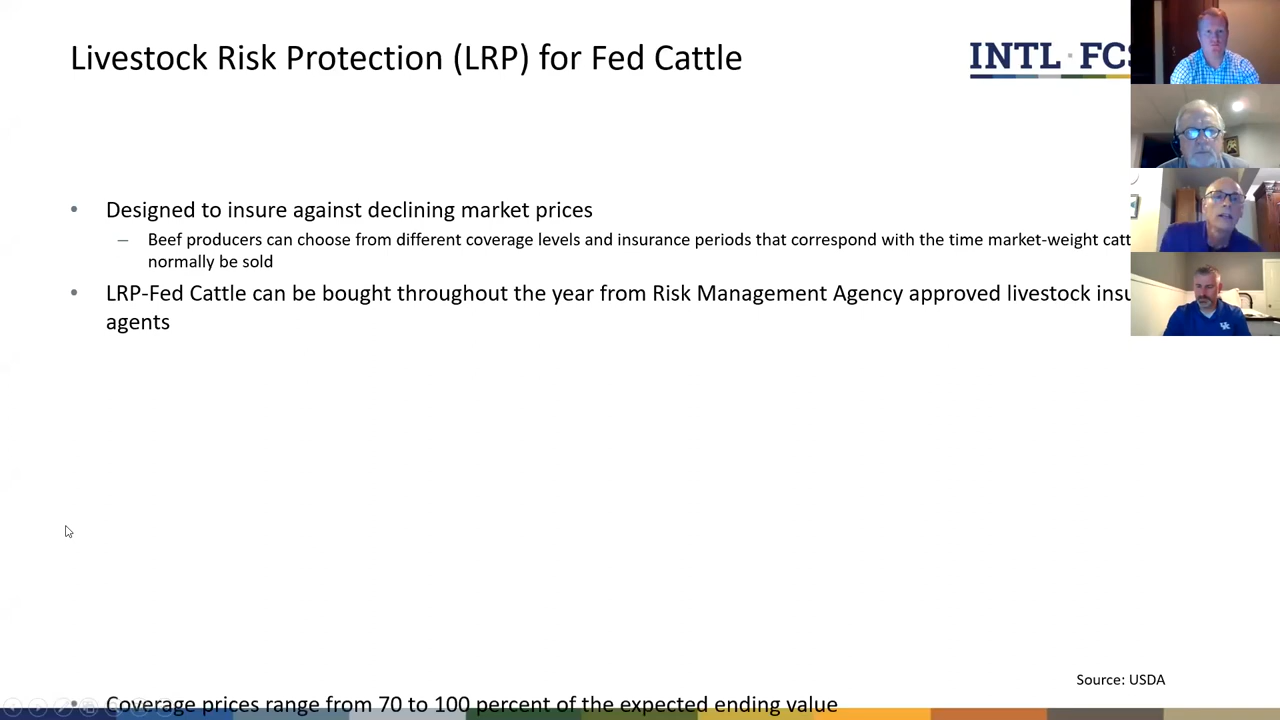 Livestock Risk Protection (LRP) for Fed Cattle
INTL FCS
• Designed to insure against declining market prices
– Beef producers can choose from different coverage levels and insurance periods that correspond with the time market-weight catt
normally be sold
• LRP-Fed Cattle can be bought throughout the year from Risk Management Agency approved livestock insu
agents
UK
Source: USDA
• Coverage prices range from 70 to 100 percent of the expected ending value